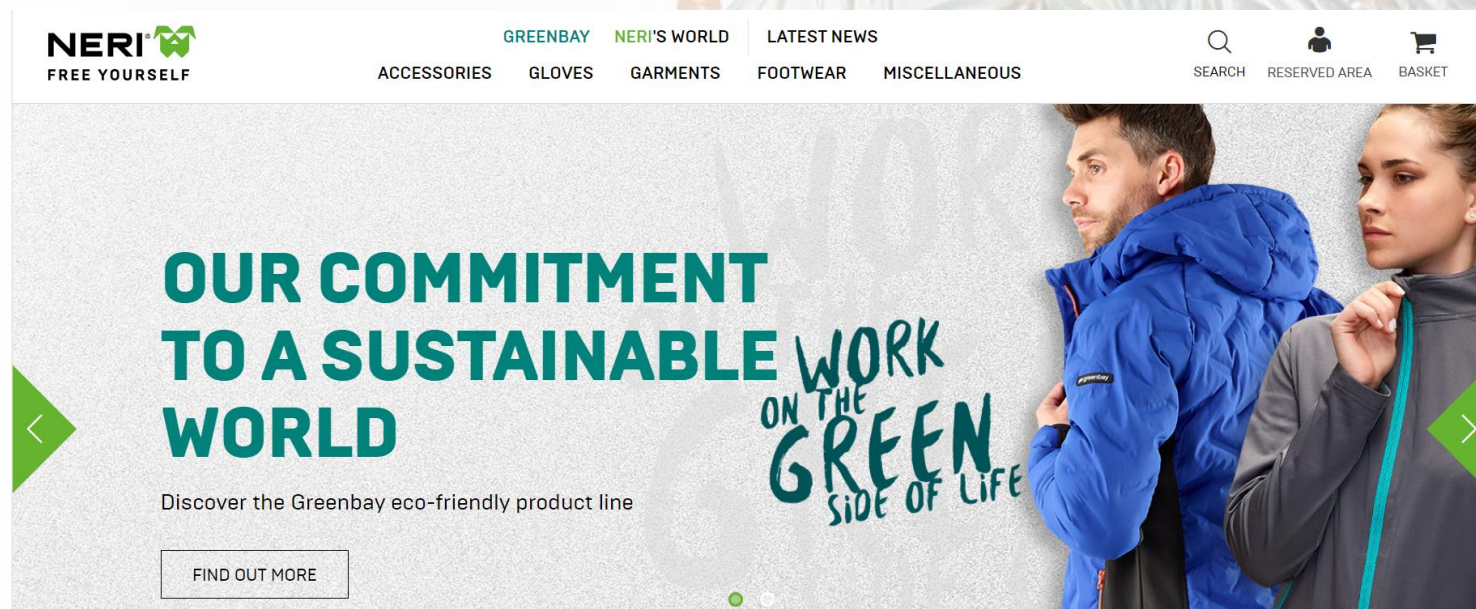 NERI®
FREE YOURSELF
GREENBAY NERI'S WORLD LATEST NEWS
ACCESSORIES GLOVES GARMENTS FOOTWEAR MISCELLANEOUS
SEARCH RESERVED AREA BASKET
OUR COMMITMENT
TO A SUSTAINABLE
WORLD
Discover the Greenbay eco-friendly product line
FIND OUT MORE
WORK
ON THE
GREEN
SiDE OF LiFE
greenbay